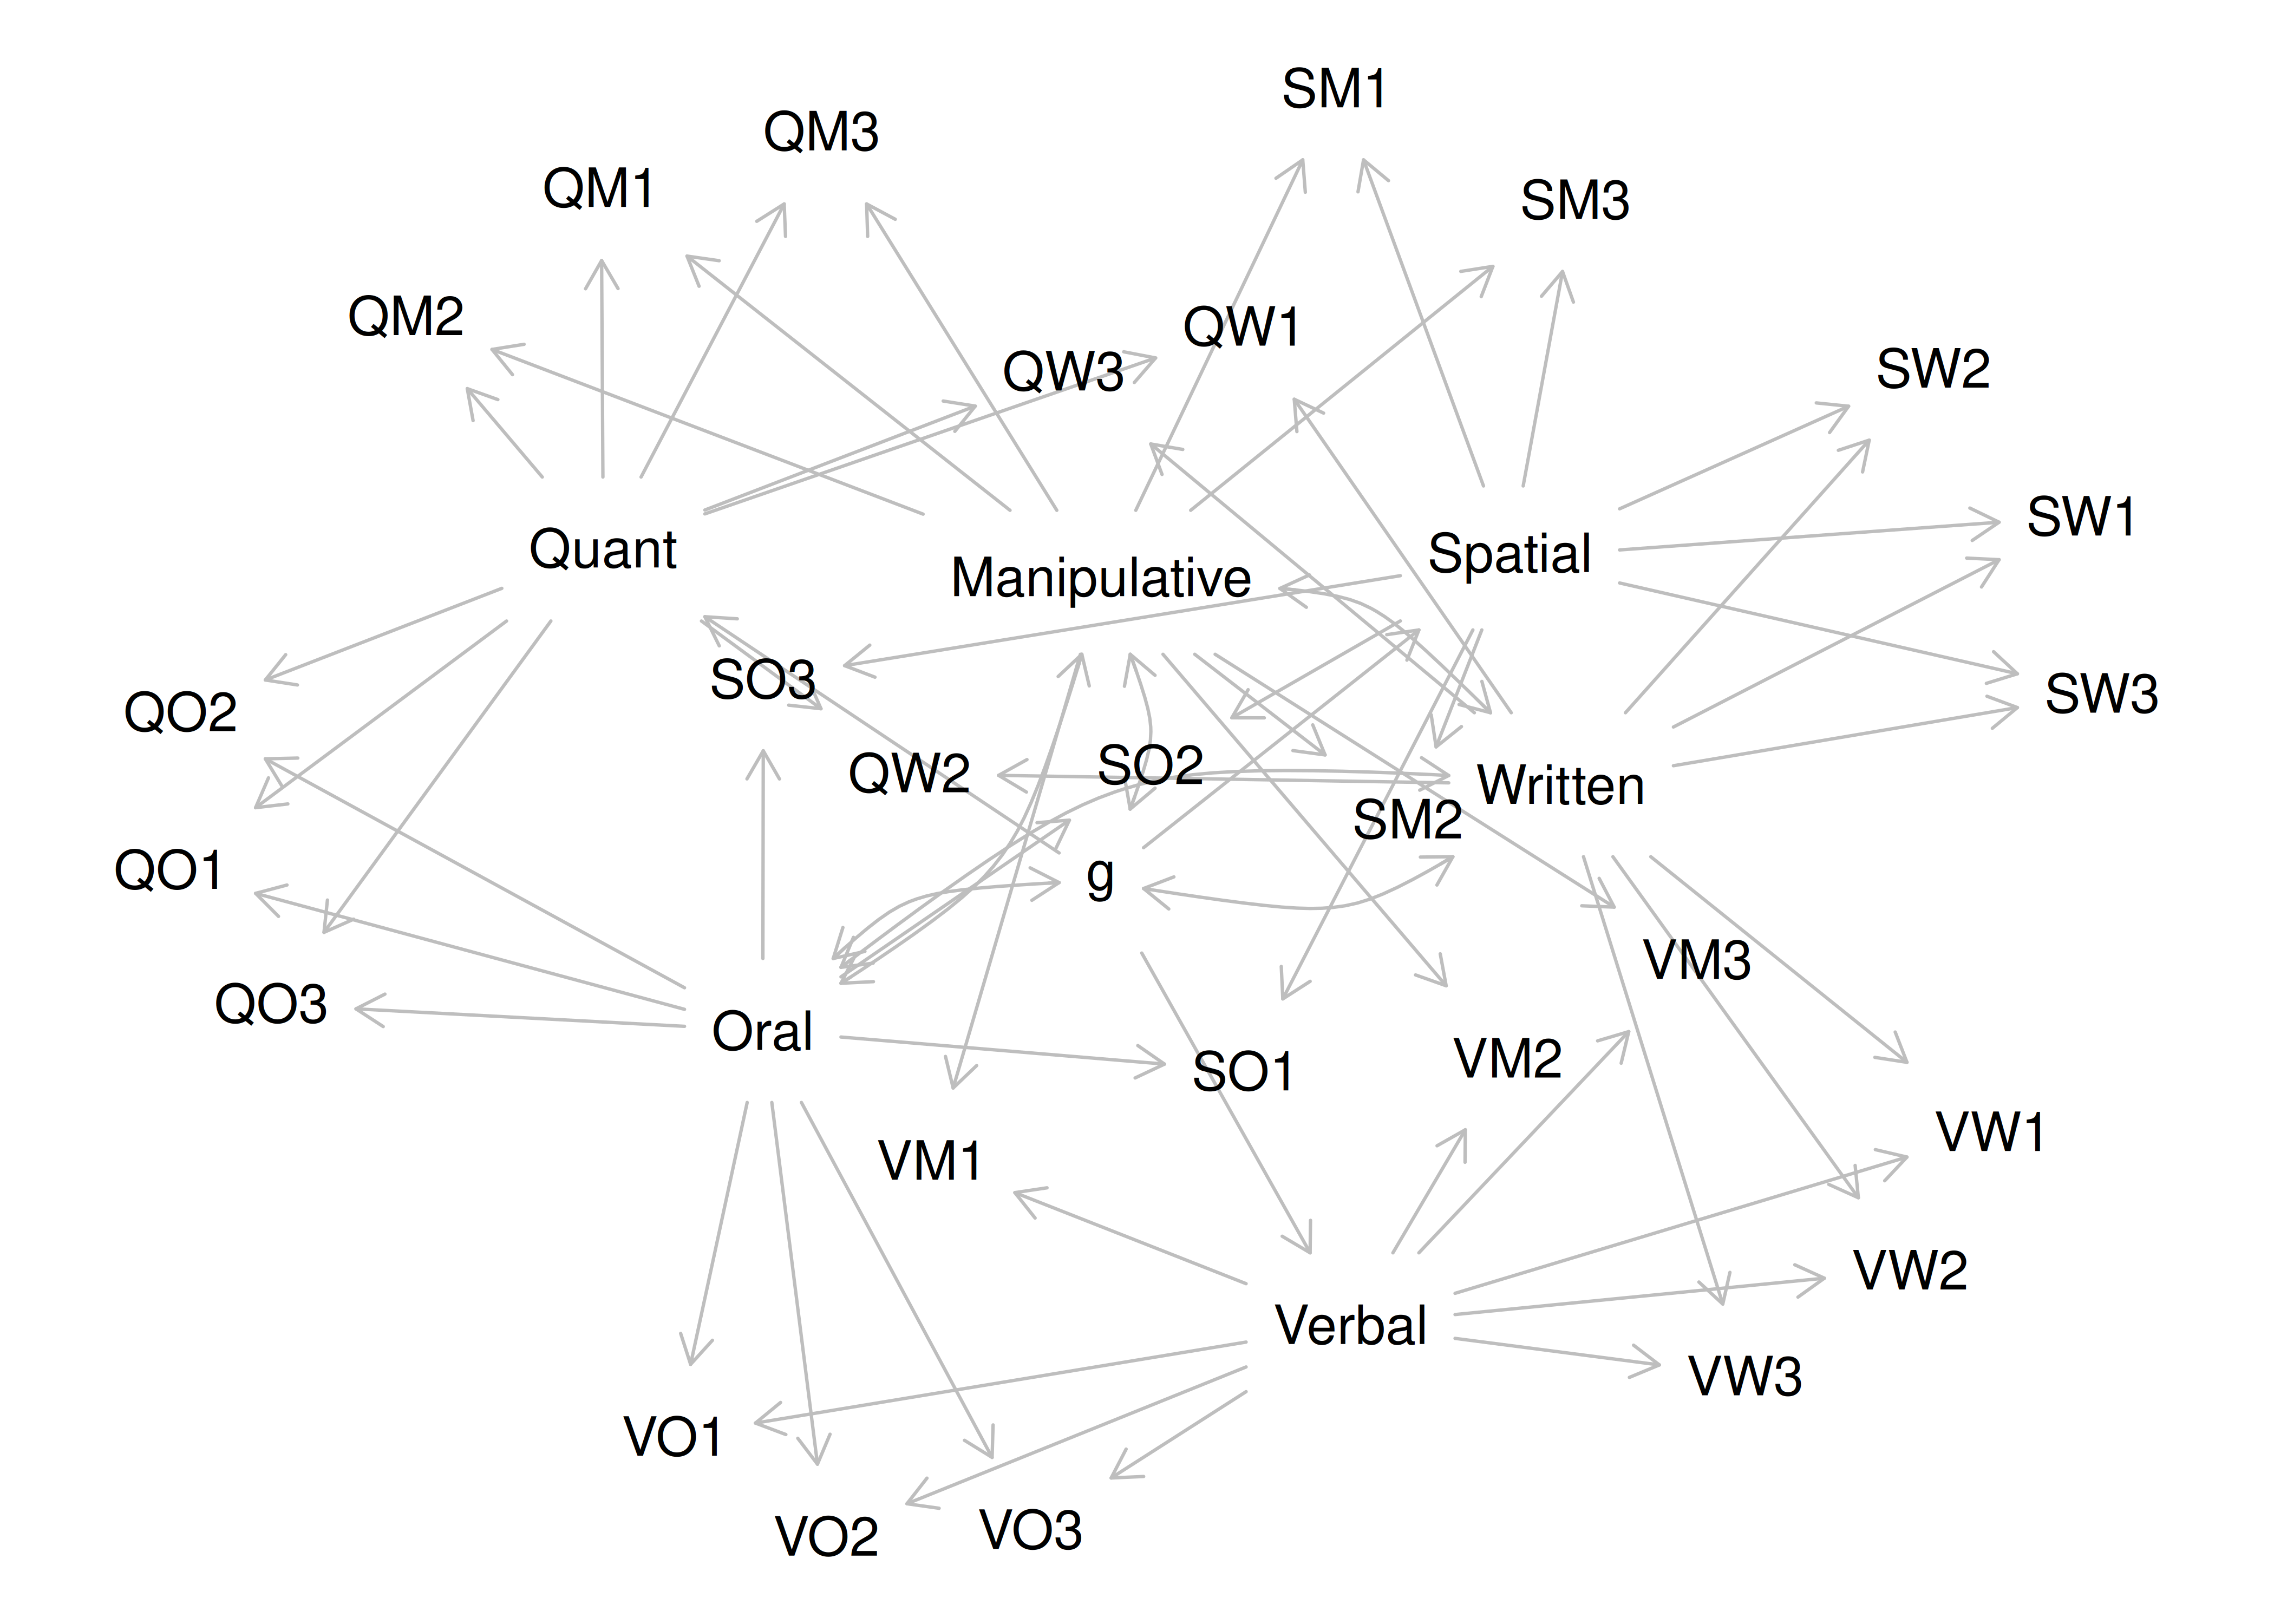 SM1
QM3
QM1
SM3
QM2
QW1
QW3
SW2
SW1
Quant
Spatial
Manipulative
SO3
SW3
QO2
SO2
QW2
Written
SM2
QO1
g
VM3
QO3
Oral
VM2
SO1
VW1
VM1
VW2
Verbal
VW3
VO1
VO3
VO2